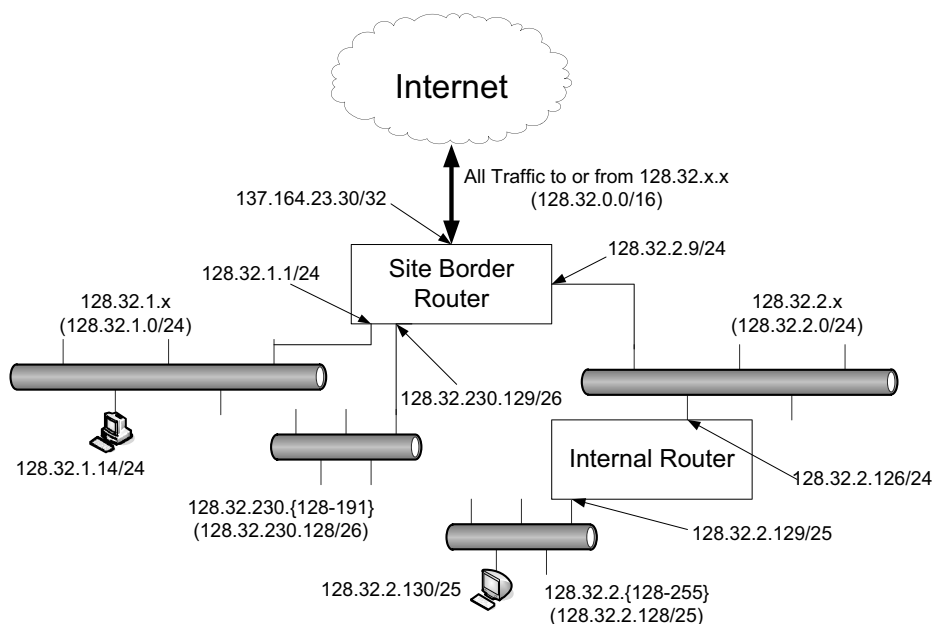 Internet
All Traffic to or from 128.32.x.x
(128.32.0.0/16)
137.164.23.30/32
128.32.2.9/24
128.32.1.1/24
Site Border
Router
128.32.1.x
(128.32.1.0/24)
128.32.2.x
(128.32.2.0/24)
128.32.230.129/26
128.32.1.14/24
Internal Router
128.32.2.126/24
128.32.230.{128-191}
(128.32.230.128/26)
128.32.2.129/25
128.32.2.130/25
128.32.2.{128-255}
(128.32.2.128/25)